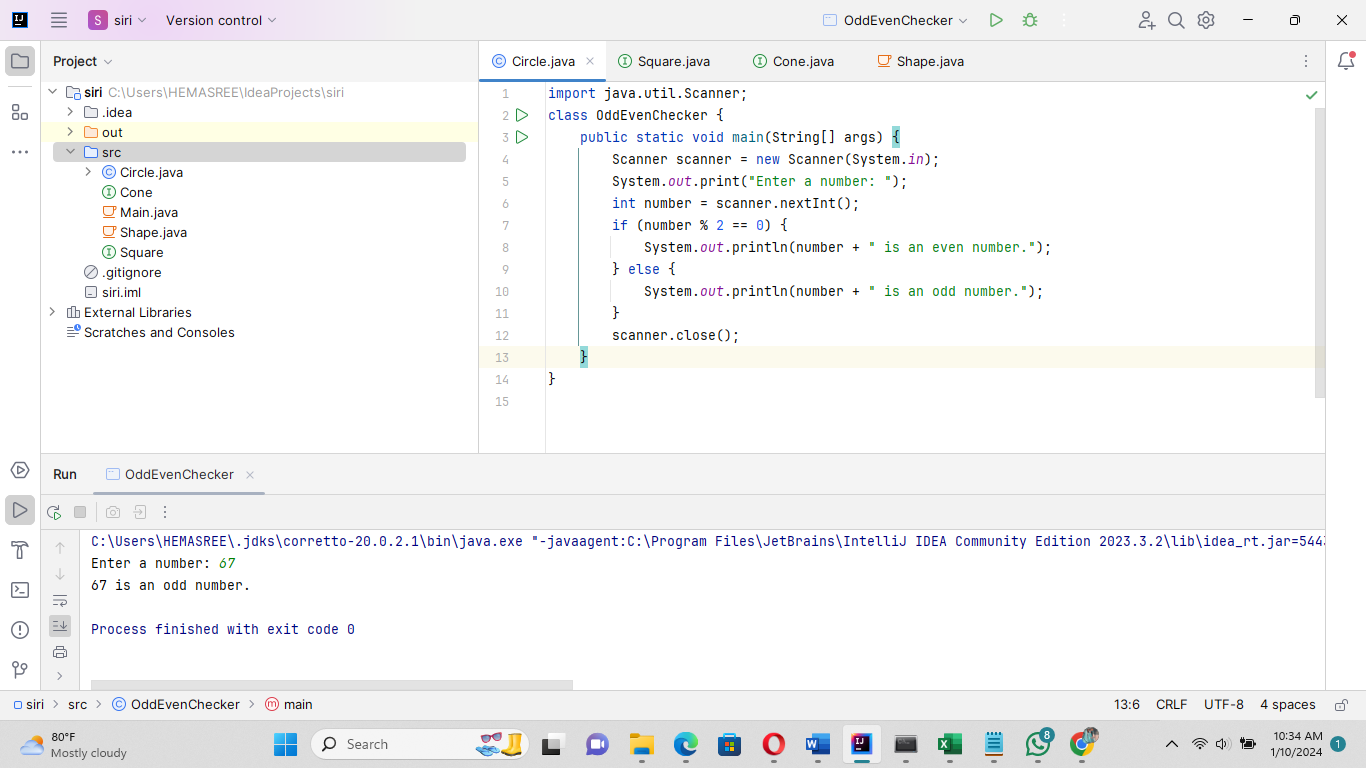 S siri Version control OddEvenChecker
Project
siri C:\Users\HEMASREE\IdeaProjects\siri
.idea
out
src
Circle.java
Cone
Main.java
Shape.java
Square
.gitignore
siri.iml
External Libraries
Scratches and Consoles
Circle.java Square.java Cone.java Shape.java
1 import java.util.Scanner;
2 class OddEvenChecker {
3 public static void main(String[] args) {
4 Scanner scanner = new Scanner(System.in);
5 System.out.print("Enter a number: ");
6 int number = scanner.nextInt();
7 if (number % 2 == 0) {
8 System.out.println(number + " is an even number.");
9 } else {
10 System.out.println(number + " is an odd number.");
11 }
12 scanner.close();
13 }
14 }
15
Run OddEvenChecker
C:\Users\HEMASREE\.jdks\corretto-20.0.2.1\bin\java.exe "-javaagent:C:\Program Files\JetBrains\IntelliJ IDEA Community Edition 2023.3.2\lib\idea_rt.jar=544
Enter a number: 67
67 is an odd number.
Process finished with exit code 0
siri src OddEvenChecker main 13:6 CRLF UTF-8 4 spaces
80°F
Mostly cloudy
Search
8
10:34 AM
1/10/2024
1